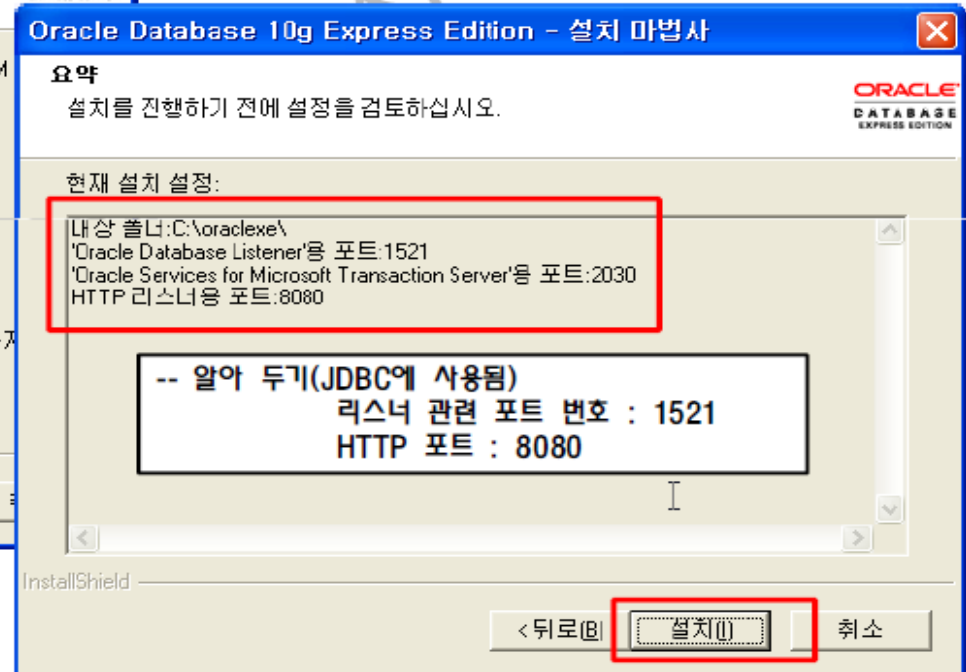 Oracle Database 10g Express Edition - 설치 마법사
요약
설치를 진행하기 전에 설정을 검토하십시오.
ORACLE
DATABASE
EXPRESS EDITION
현재 설치 설정:
대상 폴더:C:\oraclexe\
'Oracle Database Listener'용 포트:1521
'Oracle Services for Microsoft Transaction Server'용 포트:2030
HTTP 리스너용 포트:8080
-- 알아 두기(JDBC에 사용됨)
리스너 관련 포트 번호 : 1521
HTTP 포트 : 8080
InstallShield
<뒤로(B)
설치(I)
취소